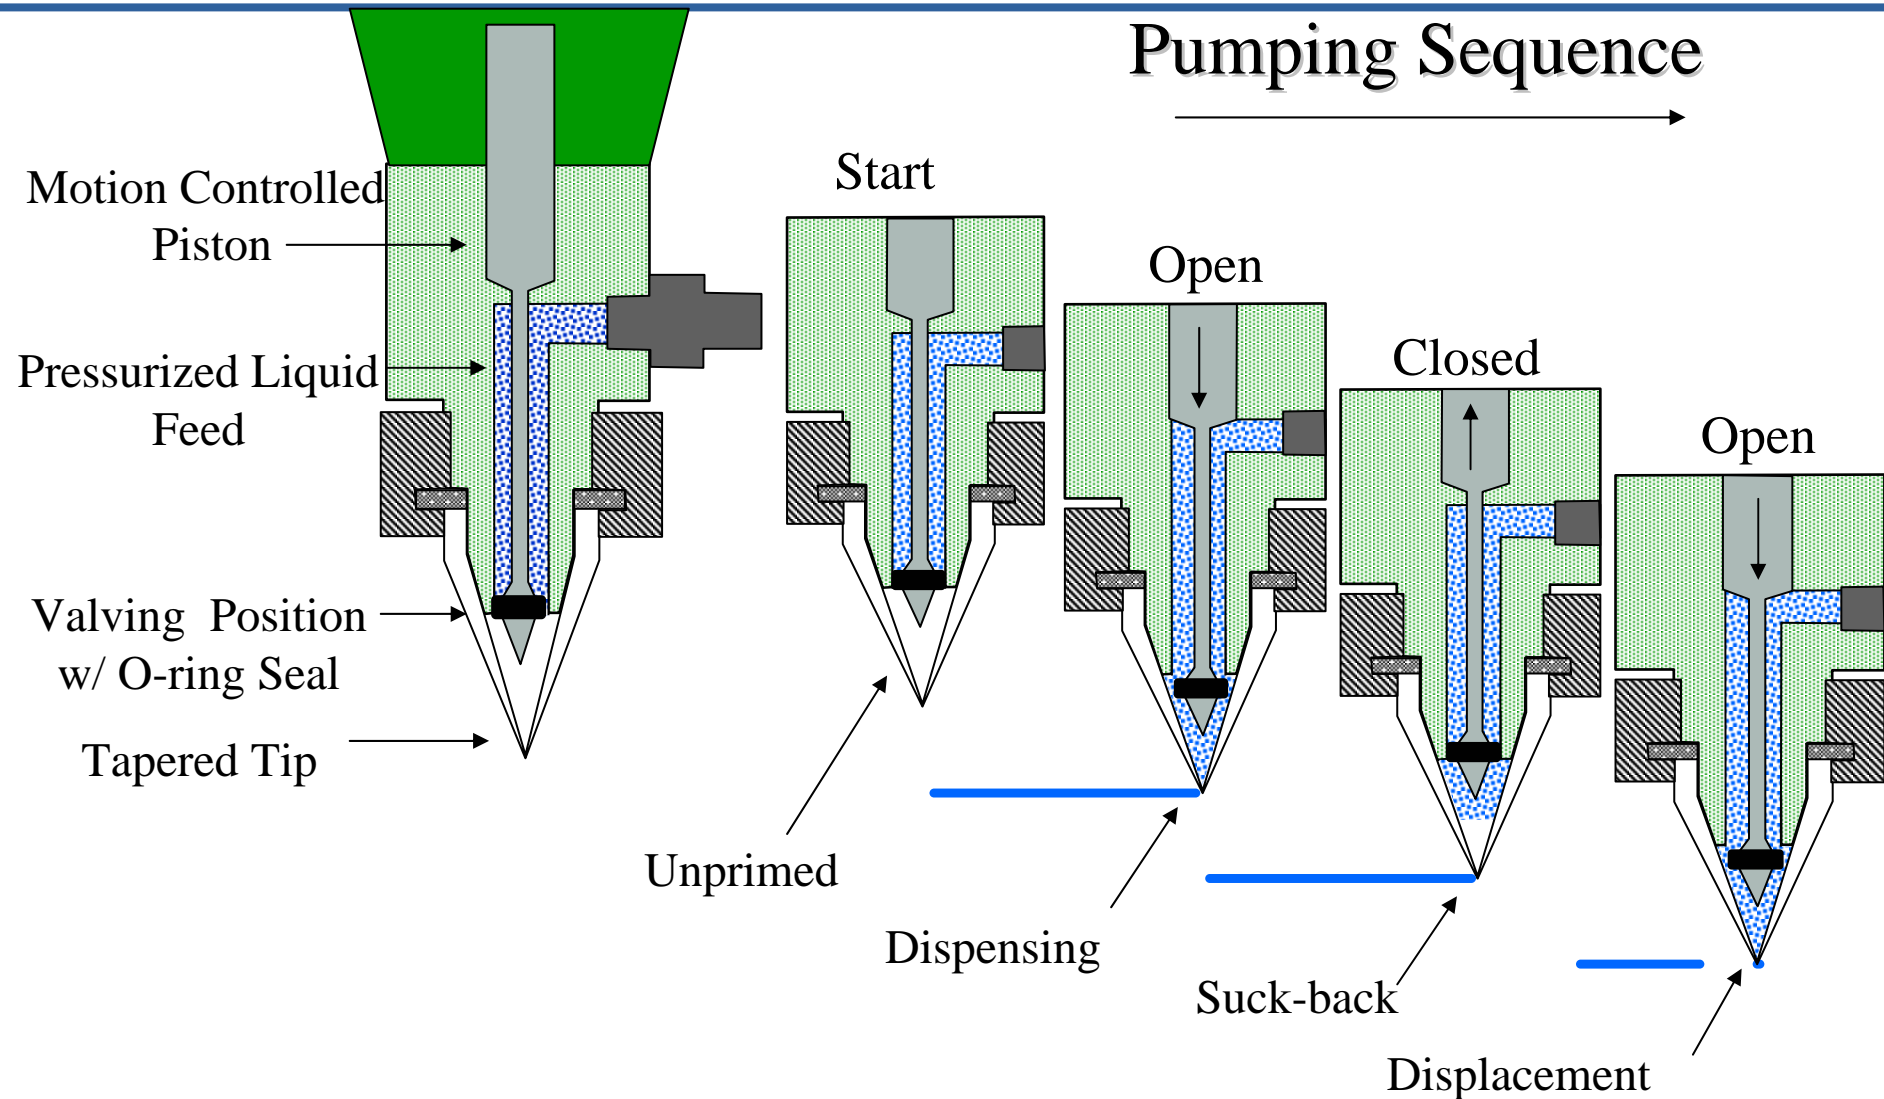 Pumping Sequence
Motion Controlled
Piston
Pressurized Liquid
Feed
Valving Position
w/ O-ring Seal
Tapered Tip
Start
Open
Closed
Open
Unprimed
Dispensing
Suck-back
Displacement